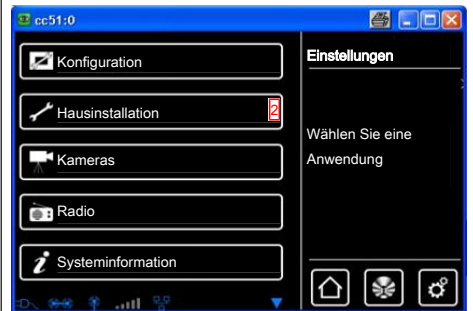 cc51:0
Konfiguration
Hausinstallation
2
Kameras
Radio
Systeminformation
Einstellungen
Wählen Sie eine
Anwendung